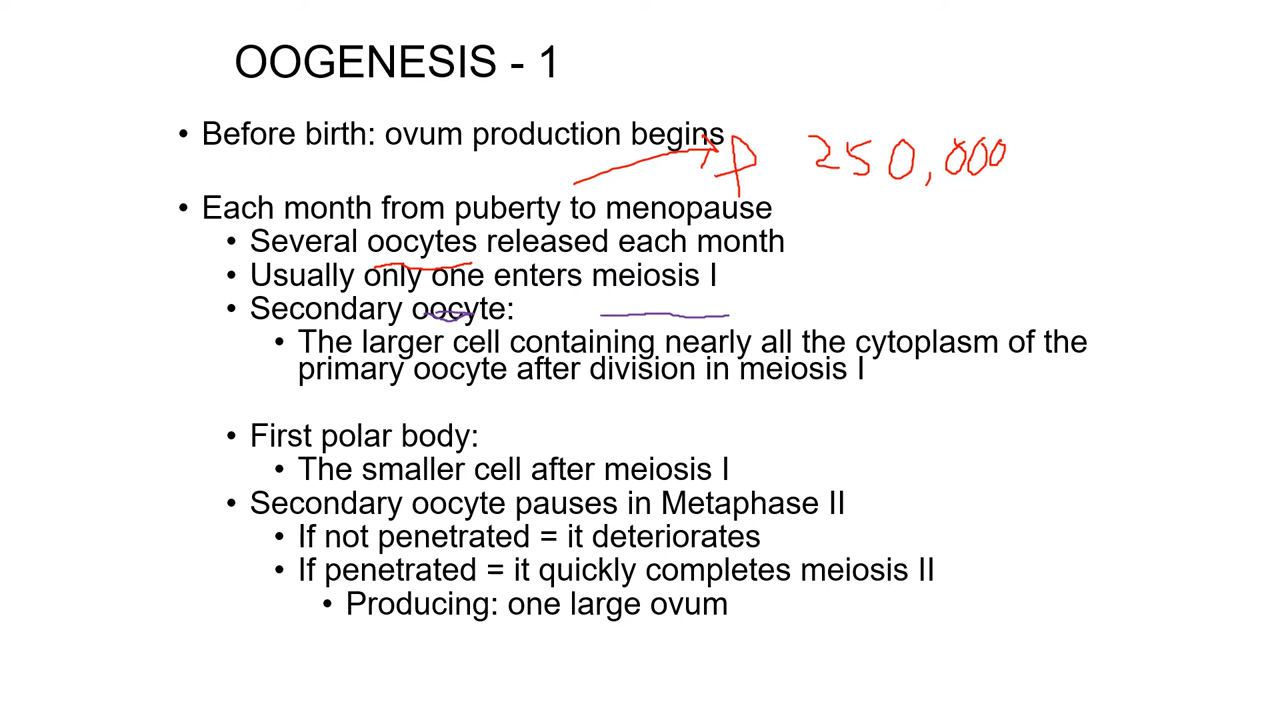 OOGENESIS - 1
• Before birth: ovum production begins
P 250,000
• Each month from puberty to menopause
• Several oocytes released each month
• Usually only one enters meiosis I
• Secondary oocyte:
• The larger cell containing nearly all the cytoplasm of the
primary oocyte after division in meiosis I
• First polar body:
• The smaller cell after meiosis I
• Secondary oocyte pauses in Metaphase II
• If not penetrated = it deteriorates
• If penetrated = it quickly completes meiosis II
• Producing: one large ovum